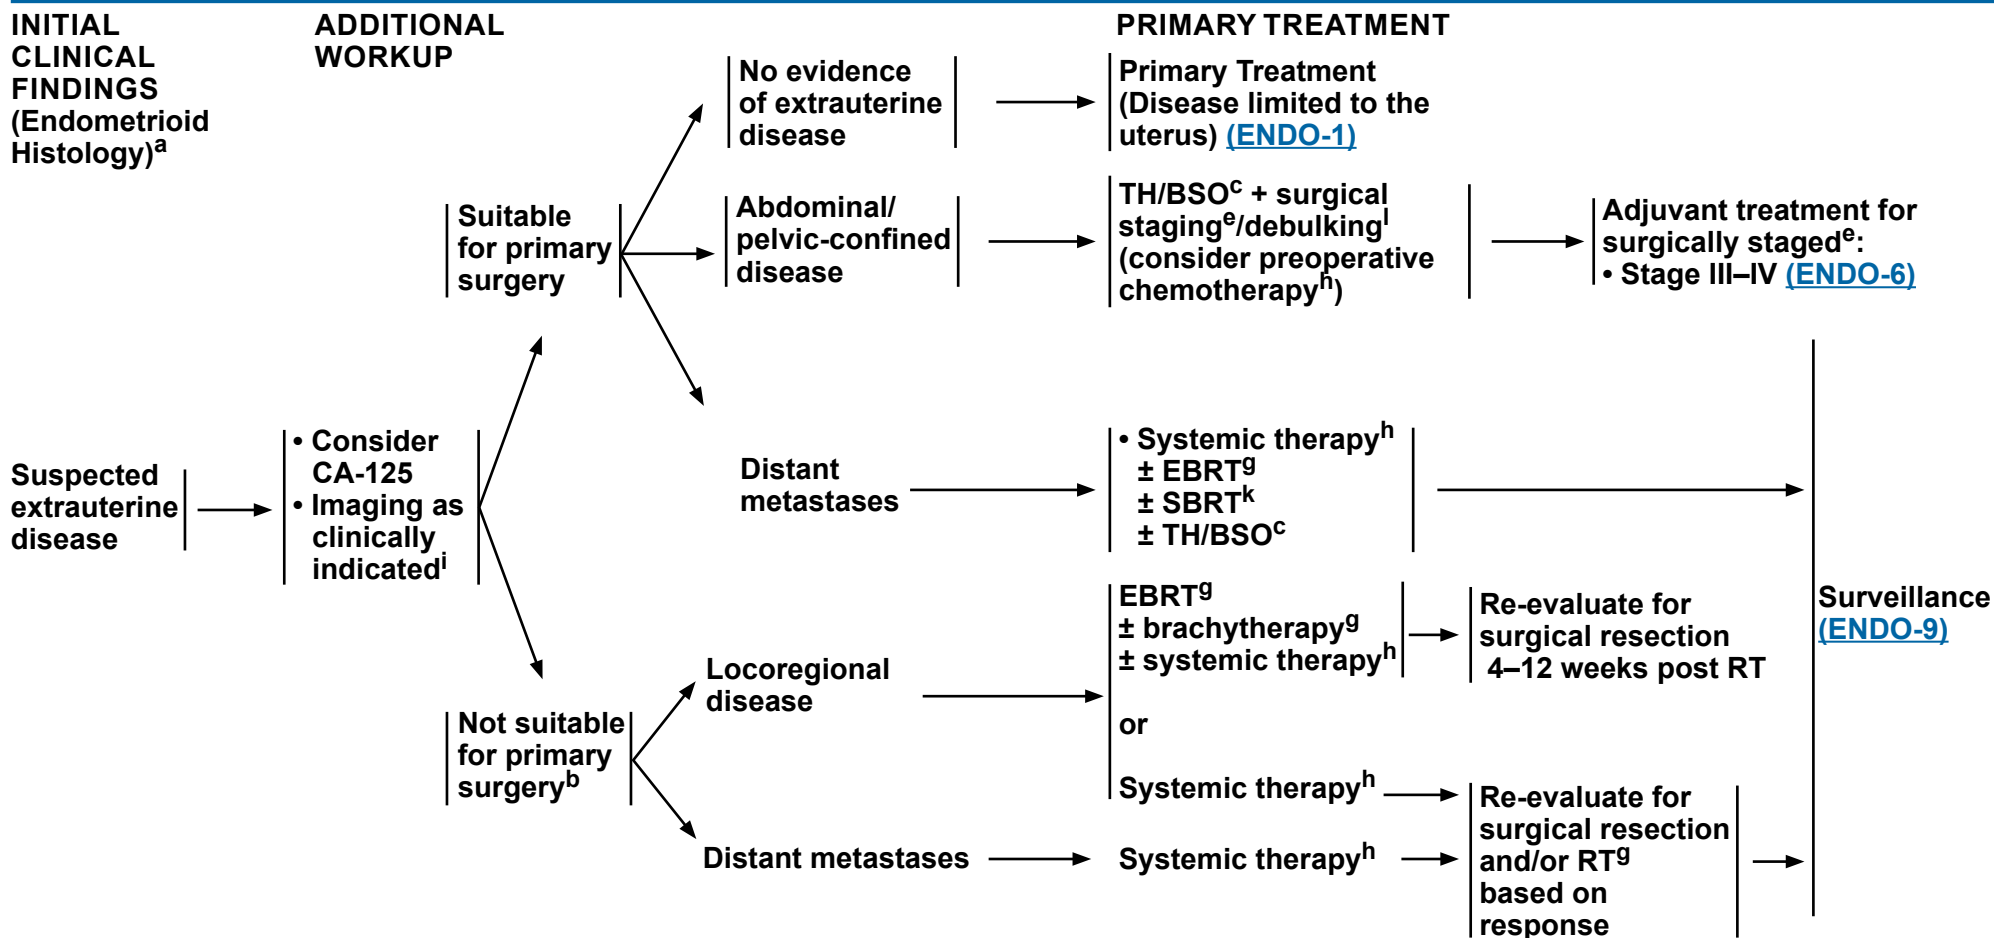 INITIAL
CLINICAL
FINDINGS
(Endometrioid
Histology)a
ADDITIONAL
WORKUP
PRIMARY TREATMENT
Suspected
extrauterine
disease
• Consider
CA-125
• Imaging as
clinically
indicatedi
Suitable
for primary
surgery
No evidence
of extrauterine
disease
Primary Treatment
(Disease limited to the
uterus) (ENDO-1)
Abdominal/
pelvic-confined
disease
TH/BSOc + surgical
staginge/debulkingl
(consider preoperative
chemotherapyh)
Adjuvant treatment for
surgically stagede:
• Stage III–IV (ENDO-6)
Distant
metastases
• Systemic therapyh
± EBRTg
± SBRTk
± TH/BSOc
Not suitable
for primary
surgeryb
Locoregional
disease
EBRTg
± brachytherapyg
± systemic therapyh
or
Systemic therapyh
Re-evaluate for
surgical resection
4–12 weeks post RT
Distant metastases
Systemic therapyh
Re-evaluate for
surgical resection
and/or RTg
based on
response
Surveillance
(ENDO-9)